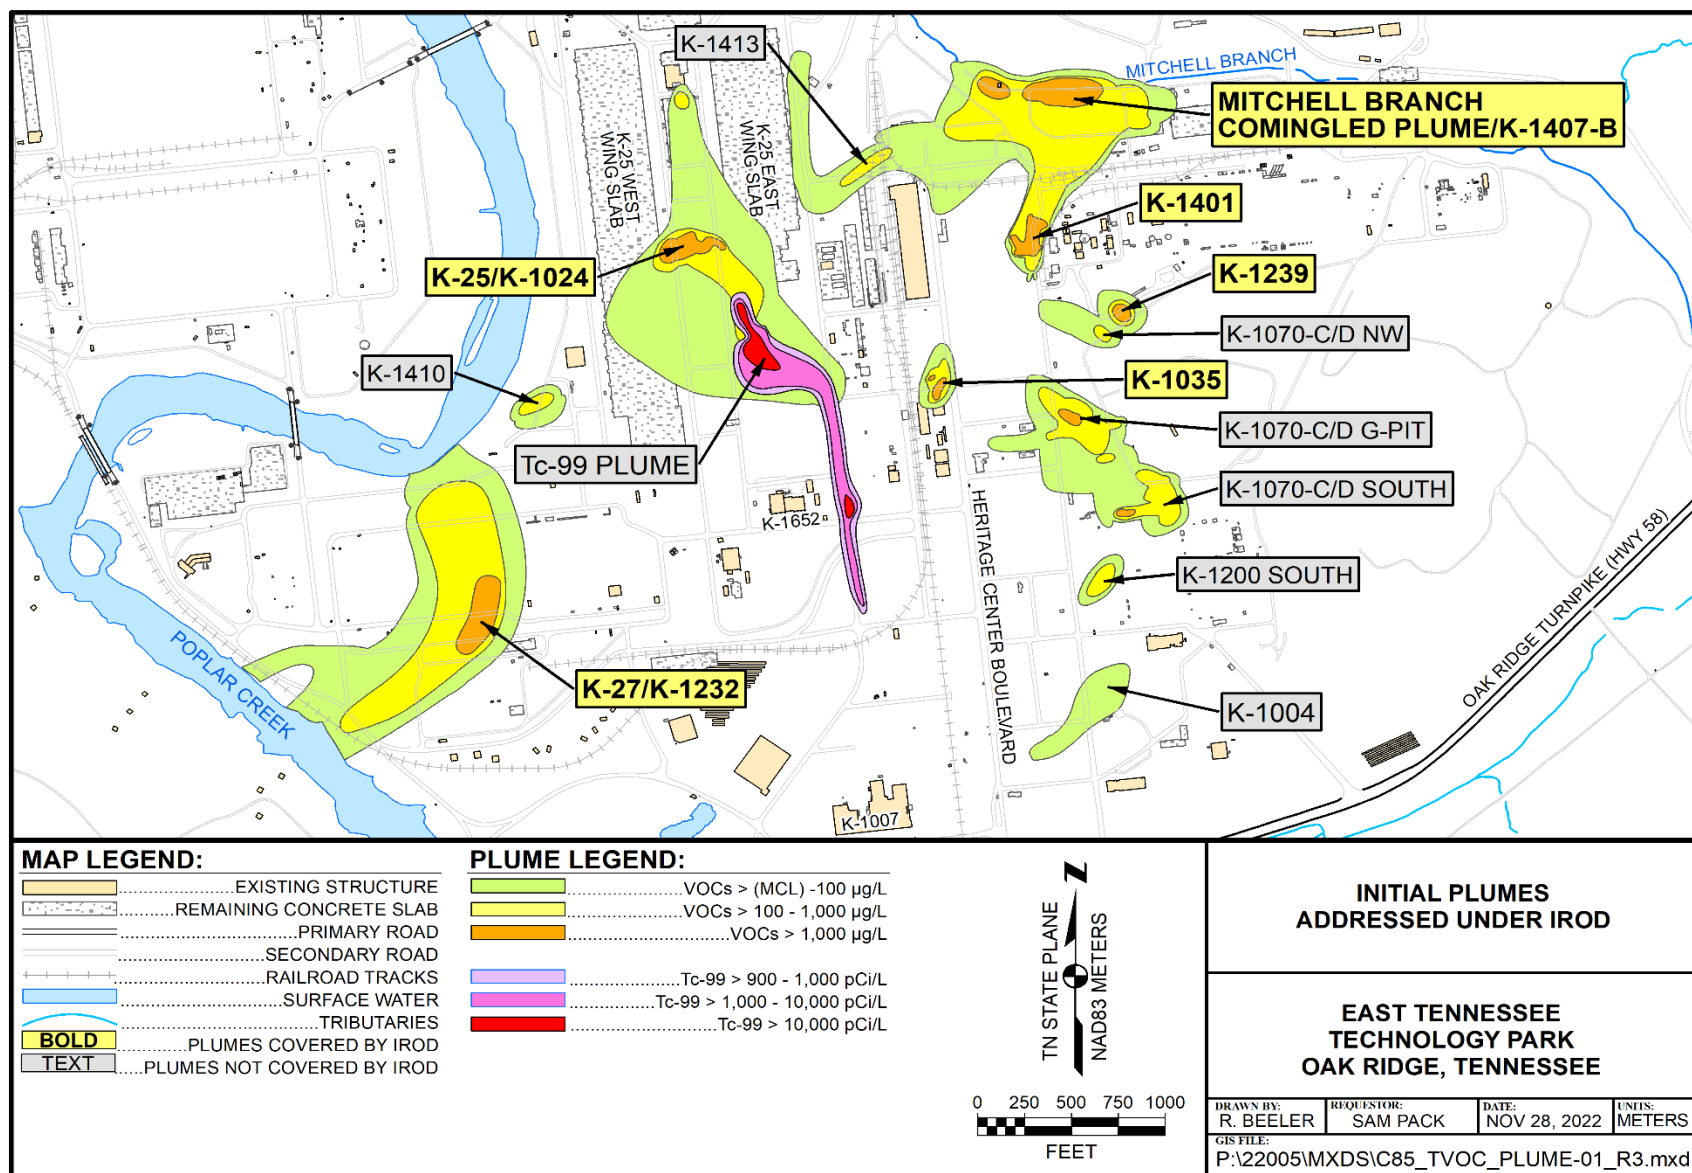 K-1413
MITCHELL BRANCH
MITCHELL BRANCH
COMINGLED PLUME/K-1407-B
K-25 WEST
WING SLAB
K-25 EAST
WING SLAB
K-1401
K-25/K-1024
K-1239
K-1070-C/D NW
K-1410
K-1035
K-1070-C/D G-PIT
Tc-99 PLUME
K-1070-C/D SOUTH
K-1652
HERITAGE CENTER BOULEVARD
K-1200 SOUTH
OAK RIDGE TURNPIKE (HWY 58)
POPLAR CREEK
K-27/K-1232
K-1004
K-1007
MAP LEGEND:
EXISTING STRUCTURE
REMAINING CONCRETE SLAB
PRIMARY ROAD
SECONDARY ROAD
RAILROAD TRACKS
SURFACE WATER
TRIBUTARIES
BOLD PLUMES COVERED BY IROD
TEXT PLUMES NOT COVERED BY IROD
PLUME LEGEND:
VOCs > (MCL) -100 µg/L
VOCs > 100 - 1,000 µg/L
VOCs > 1,000 µg/L
Tc-99 > 900 - 1,000 pCi/L
Tc-99 > 1,000 - 10,000 pCi/L
Tc-99 > 10,000 pCi/L
N
TN STATE PLANE
NAD83 METERS
0 250 500 750 1000
FEET
INITIAL PLUMES
ADDRESSED UNDER IROD
EAST TENNESSEE
TECHNOLOGY PARK
OAK RIDGE, TENNESSEE
DRAWN BY: REQUESTOR: DATE: UNITS:
R. BEELER SAM PACK NOV 28, 2022 METERS
GIS FILE:
P:\22005\MXDS\C85_TVOC_PLUME-01_R3.mxd